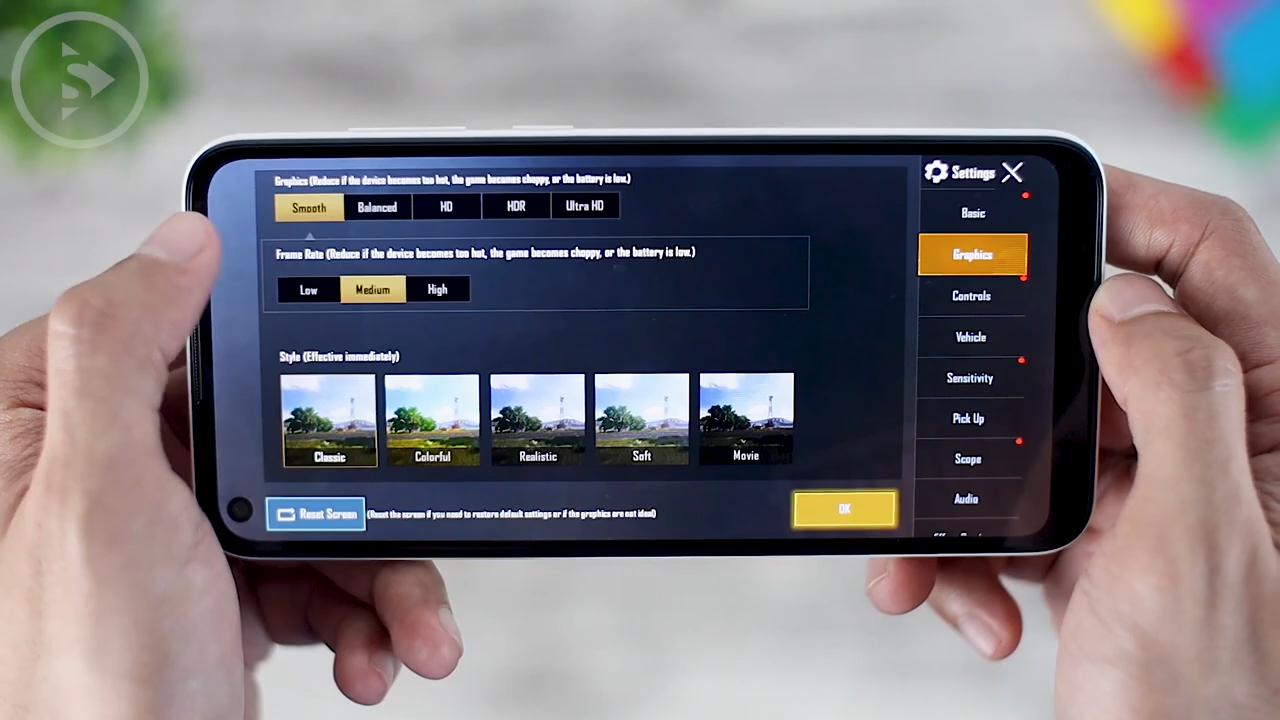 Graphics (Reduce if the device becomes too hot, the game becomes choppy, or the battery is low.)
Smooth Balanced HD HDR Ultra HD
Frame Rate (Reduce if the device becomes too hot, the game becomes choppy, or the battery is low.)
Low Medium High
Style (Effective immediately)
Classic Colorful Realistic Soft Movie
Reset Screen (Reset the screen if you need to restore default settings or if the graphics are not ideal)
OK
Settings
Basic
Graphics
Controls
Vehicle
Sensitivity
Pick Up
Scope
Audio